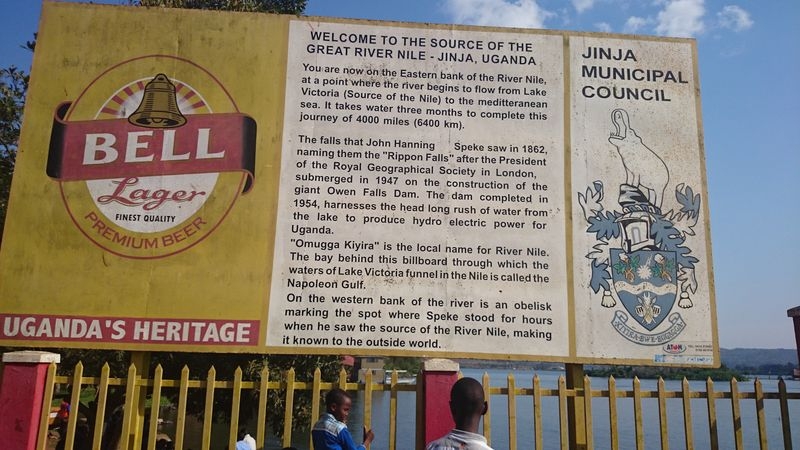 BELL
Lager
FINEST QUALITY
PREMIUM BEER
UGANDA'S HERITAGE
WELCOME TO THE SOURCE OF THE
GREAT RIVER NILE - JINJA, UGANDA
You are now on the Eastern bank of the River Nile,
at a point where the river begins to flow from Lake
Victoria (Source of the Nile) to the meditteranean
sea. It takes water three months to complete this
journey of 4000 miles (6400 km).
The falls that John Hanning Speke saw in 1862,
naming them the "Rippon Falls" after the President
of the Royal Geographical Society in London,
submerged in 1947 on the construction of the
giant Owen Falls Dam. The dam completed in
1954, harnesses the head long rush of water from
the lake to produce hydro electric power for
Uganda.
"Omugga Kiyira" is the local name for River Nile.
The bay behind this billboard through which the
waters of Lake Victoria funnel in the Nile is called the
Napoleon Gulf.
On the western bank of the river is an obelisk
marking the spot where Speke stood for hours
when he saw the source of the River Nile, making
it known to the outside world.
JINJA
MUNICIPAL
COUNCIL